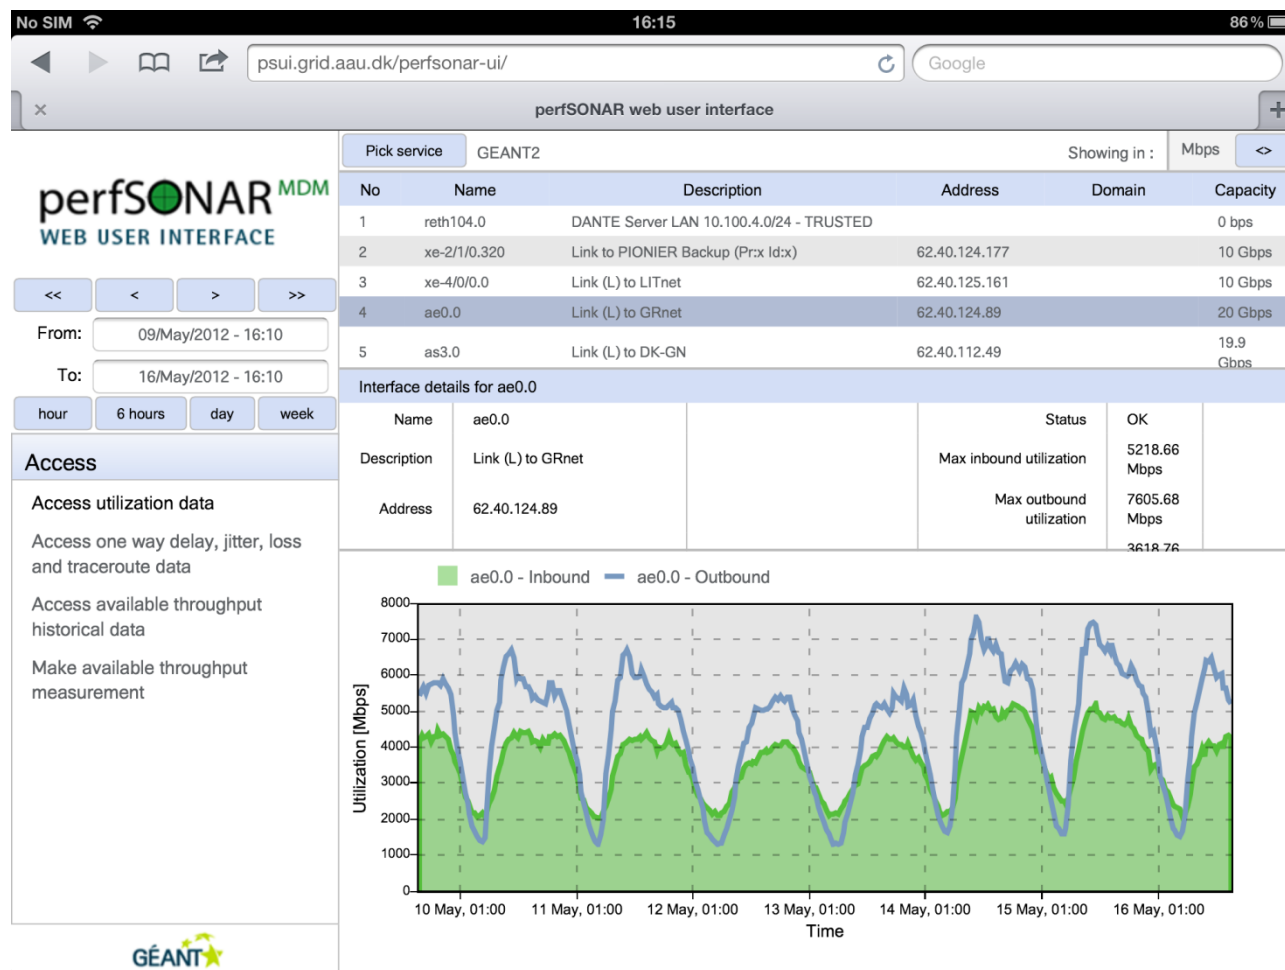 No SIM 16:15 86%
psui.grid.aau.dk/perfsonar-ui/ Google
perfSONAR web user interface
perfSONAR MDM
WEB USER INTERFACE
<< < > >>
From: 09/May/2012 - 16:10
To: 16/May/2012 - 16:10
hour 6 hours day week
Access
Access utilization data
Access one way delay, jitter, loss
and traceroute data
Access available throughput
historical data
Make available throughput
measurement
GÉANT
Pick service GEANT2 Showing in : Mbps <>
No Name Description Address Domain Capacity
1 reth104.0 DANTE Server LAN 10.100.4.0/24 - TRUSTED 0 bps
2 xe-2/1/0.320 Link to PIONIER Backup (Pr:x Id:x) 62.40.124.177 10 Gbps
3 xe-4/0/0.0 Link (L) to LITnet 62.40.125.161 10 Gbps
4 ae0.0 Link (L) to GRnet 62.40.124.89 20 Gbps
5 as3.0 Link (L) to DK-GN 62.40.112.49 19.9
Gbps
Interface details for ae0.0
Name ae0.0 Status OK
Description Link (L) to GRnet Max inbound utilization 5218.66
Mbps
Address 62.40.124.89 Max outbound
utilization 7605.68
Mbps
3618.76
ae0.0 - Inbound ae0.0 - Outbound
Utilization [Mbps]
8000
7000
6000
5000
4000
3000
2000
1000
0
10 May, 01:00 11 May, 01:00 12 May, 01:00 13 May, 01:00 14 May, 01:00 15 May, 01:00 16 May, 01:00
Time